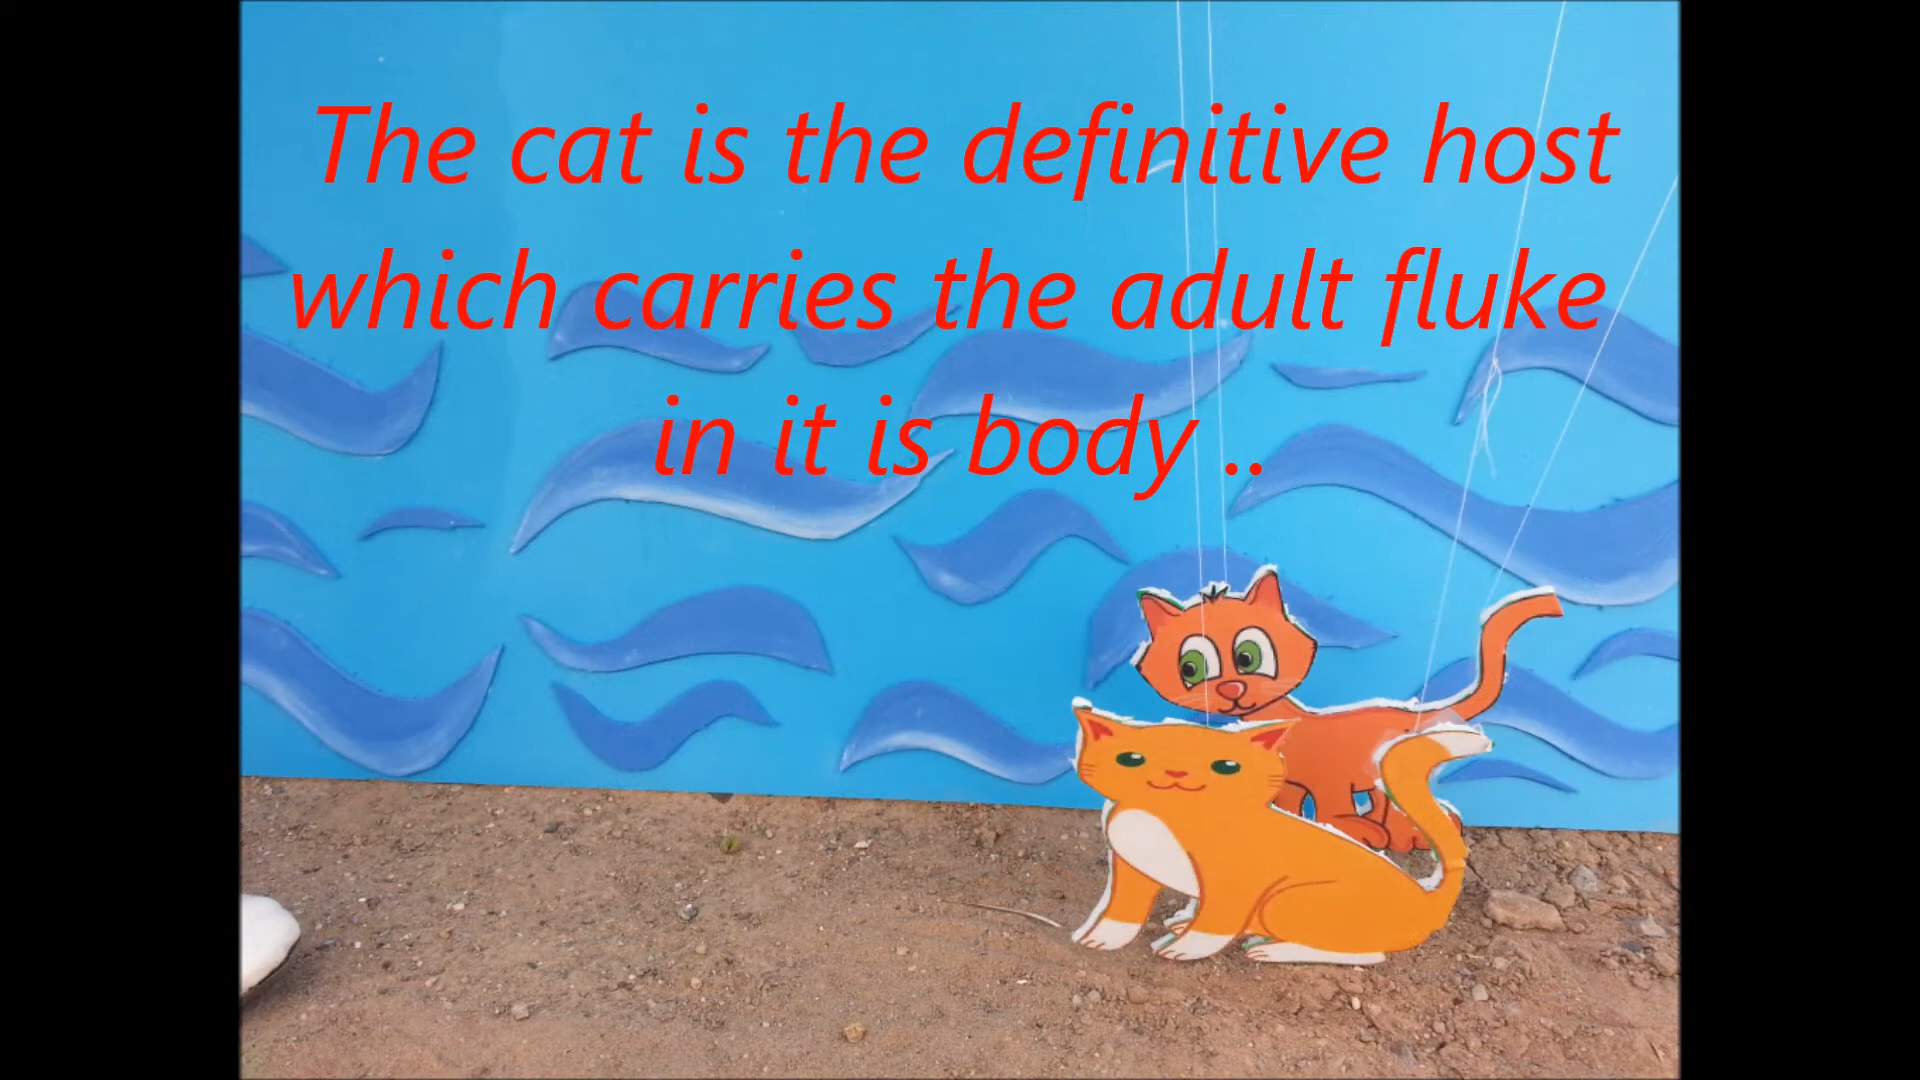 The cat is the definitive host
which carries the adult fluke
in it is body ..